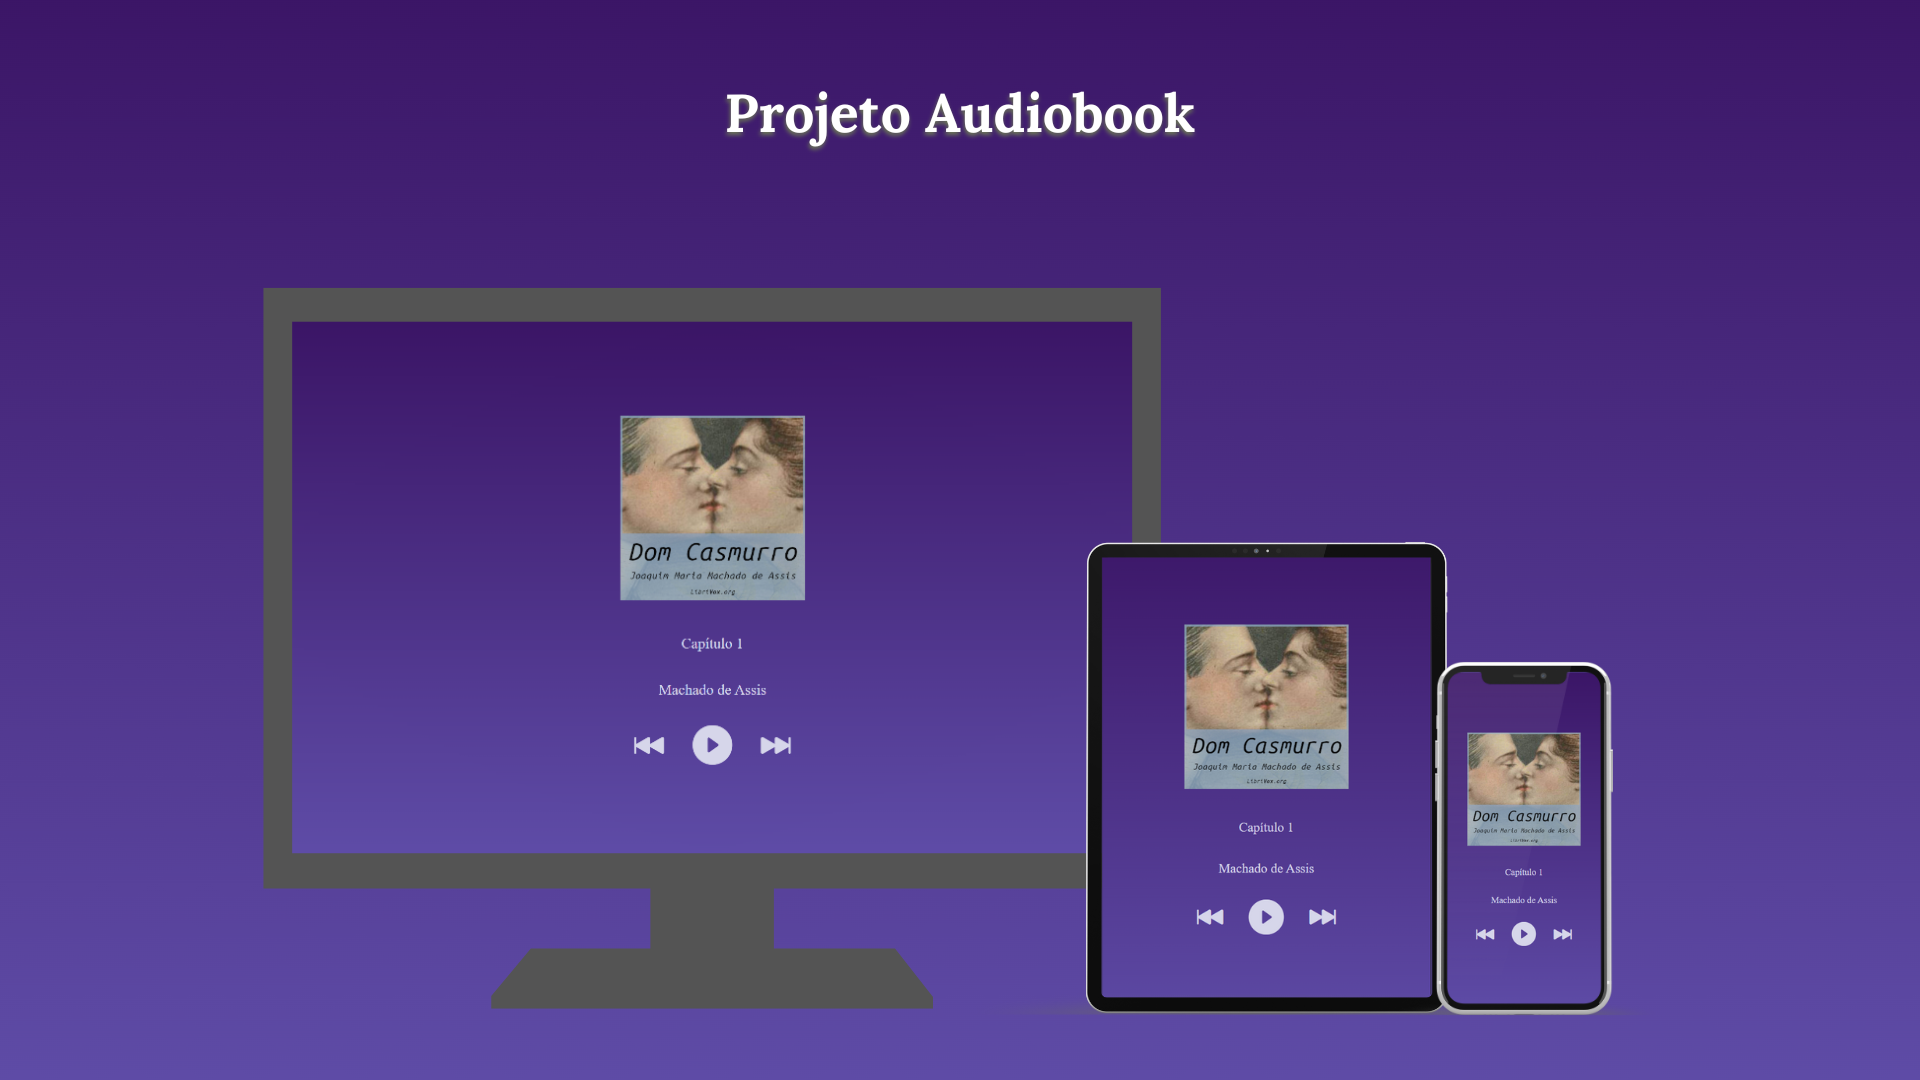 Projeto Audiobook
Dom Casmurro
Joaquim Maria Machado de Assis
LibriVox.org
Capítulo 1
Machado de Assis
Dom Casmurro
Joaquim Maria Machado de Assis
LibriVox.org
Capítulo 1
Machado de Assis
Dom Casmurro
Joaquim Maria Machado de Assis
LibriVox.org
Capítulo 1
Machado de Assis